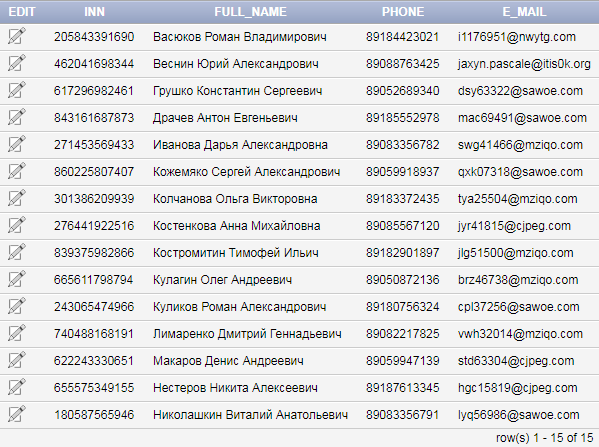 EDIT INN FULL_NAME PHONE E_MAIL
205843391690 Васюков Роман Владимирович 89184423021 i1176951@nwytg.com
462041698344 Веснин Юрий Александрович 89088763425 jaxyn.pascale@itis0k.org
617296982461 Грушко Константин Сергеевич 89052689340 dsy63322@sawoe.com
843161687873 Драчев Антон Евгеньевич 89185552978 mac69491@sawoe.com
271453569433 Иванова Дарья Александровна 89083356782 swg41466@mziqo.com
860225807407 Кожемяко Сергей Александрович 89059918937 qxk07318@sawoe.com
301386209939 Колчанова Ольга Викторовна 89183372435 tya25504@mziqo.com
276441922516 Костенкова Анна Михайловна 89085567120 jyr41815@cjpeg.com
839375982866 Костромитин Тимофей Ильич 89182901897 jlg51500@mziqo.com
665611798794 Кулагин Олег Андреевич 89050872136 brz46738@mziqo.com
243065474966 Куликов Роман Александрович 89180756324 cpl37256@sawoe.com
740488168191 Лимаренко Дмитрий Геннадьевич 89082217825 vwh32014@mziqo.com
622243330651 Макаров Денис Андреевич 89059947139 std63304@cjpeg.com
655575349155 Нестеров Никита Алексеевич 89187613345 hgc15819@cjpeg.com
180587565946 Николашкин Виталий Анатольевич 89083356791 lyq56986@sawoe.com
row(s) 1 - 15 of 15